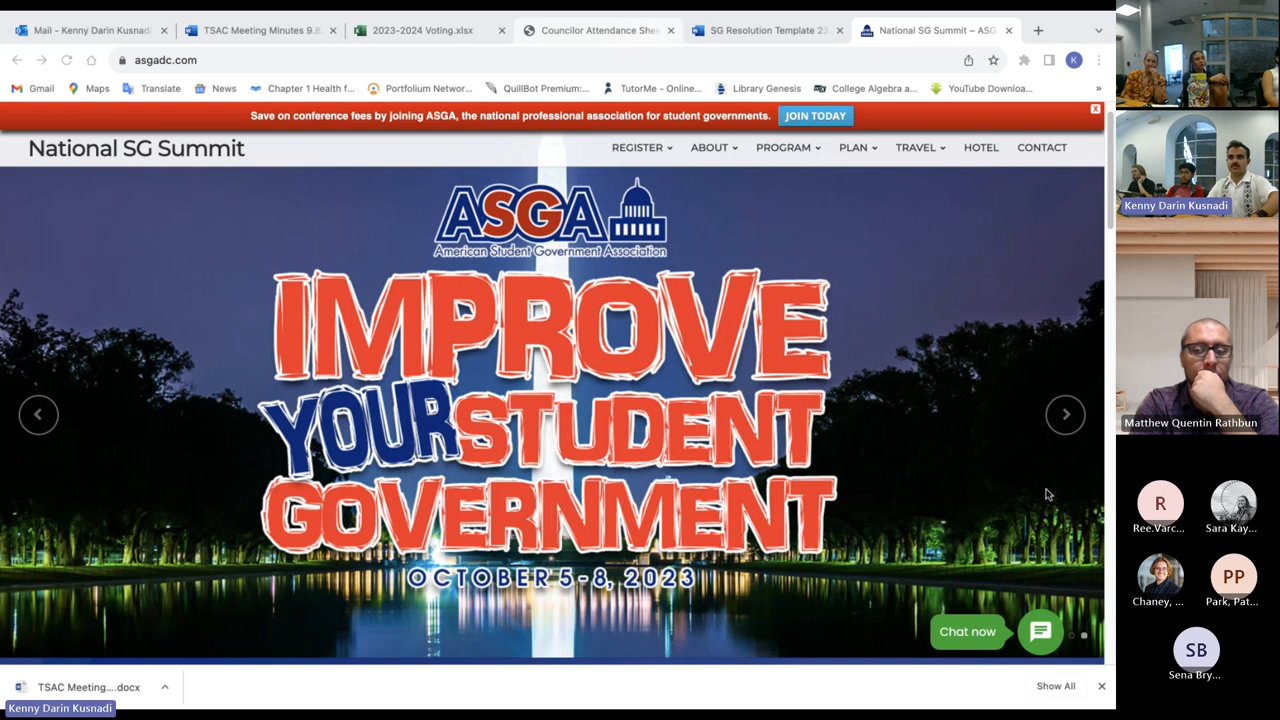 Mail - Kenny Darin Kusnadi
TSAC Meeting Minutes 9.8
2023-2024 Voting.xlsx
Councilor Attendance Shee
SG Resolution Template 23
National SG Summit – ASG
asgadc.com
K
Gmail
Maps
Translate
News
Chapter 1 Health f...
Portfolium Networ...
QuillBot Premium:...
TutorMe - Online...
Library Genesis
College Algebra a...
YouTube Downloa...
»
Save on conference fees by joining ASGA, the national professional association for student governments.
JOIN TODAY
X
National SG Summit
REGISTER
ABOUT
PROGRAM
PLAN
TRAVEL
HOTEL
CONTACT
ASGA
American Student Government Association
IMPROVE
YOUR STUDENT
GOVERNMENT
OCTOBER 5-8, 2023
Chat now
TSAC Meeting....docx
Show All
Kenny Darin Kusnadi
Kenny Darin Kusnadi
Matthew Quentin Rathbun
R
Ree.Varc...
Sara Kay...
Chaney, ...
PP
Park, Pat...
SB
Sena Bry...